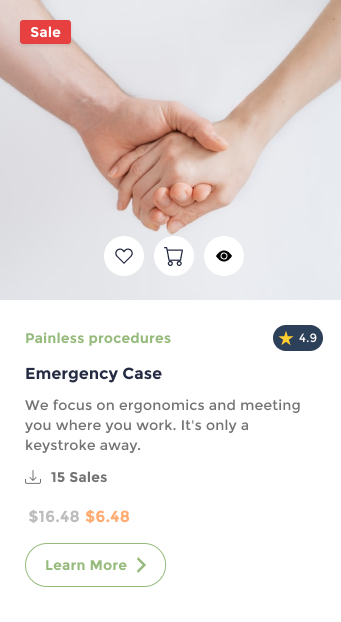 Sale
Painless procedures
4.9
Emergency Case
We focus on ergonomics and meeting
you where you work. It's only a
keystroke away.
15 Sales
$16.48 $6.48
Learn More